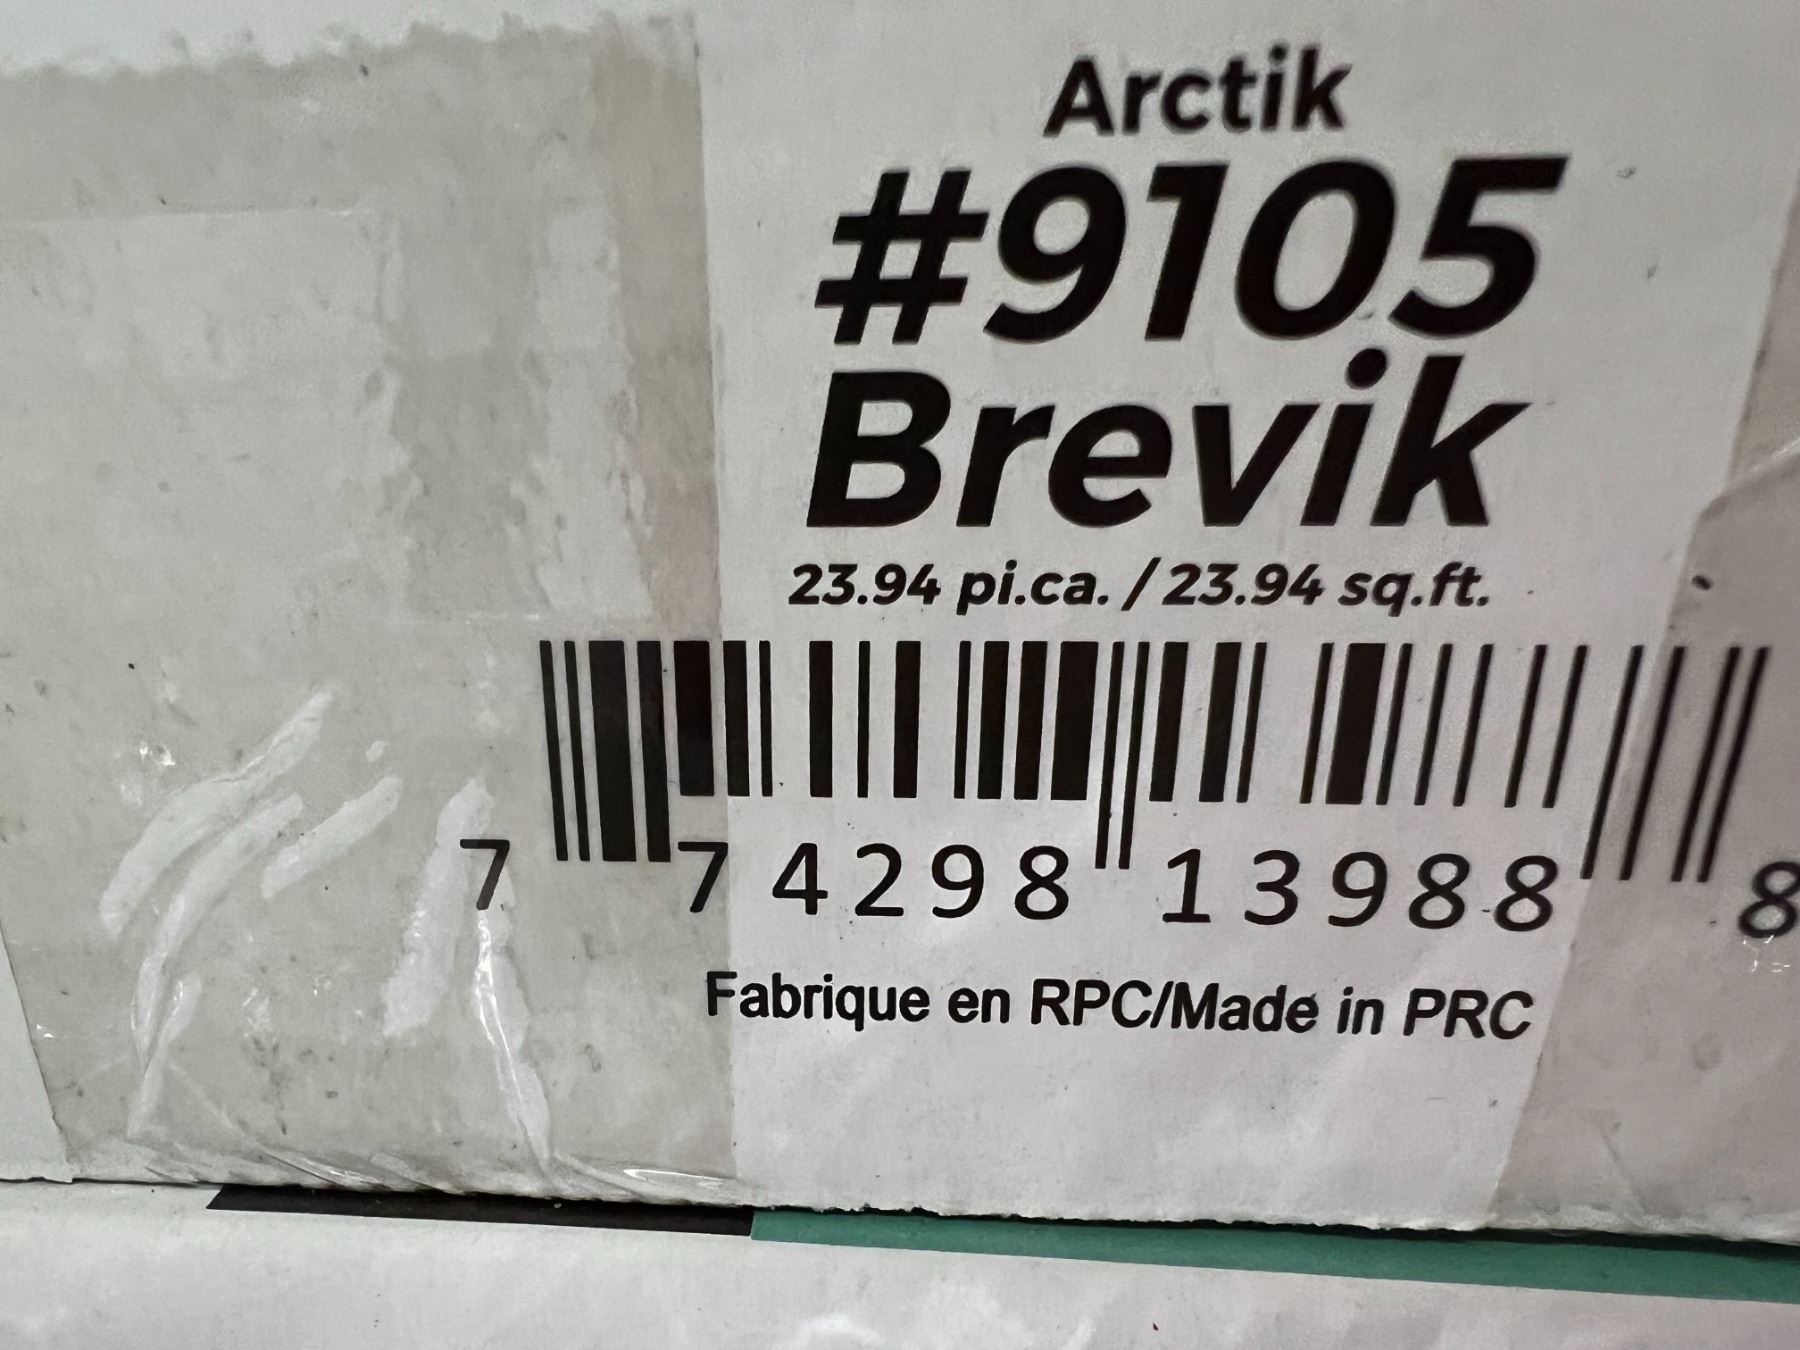 Arctik
#9105
Brevik
23.94 pi.ca. / 23.94 sq.ft.
7 74298 13988 8
Fabrique en RPC/Made in PRC